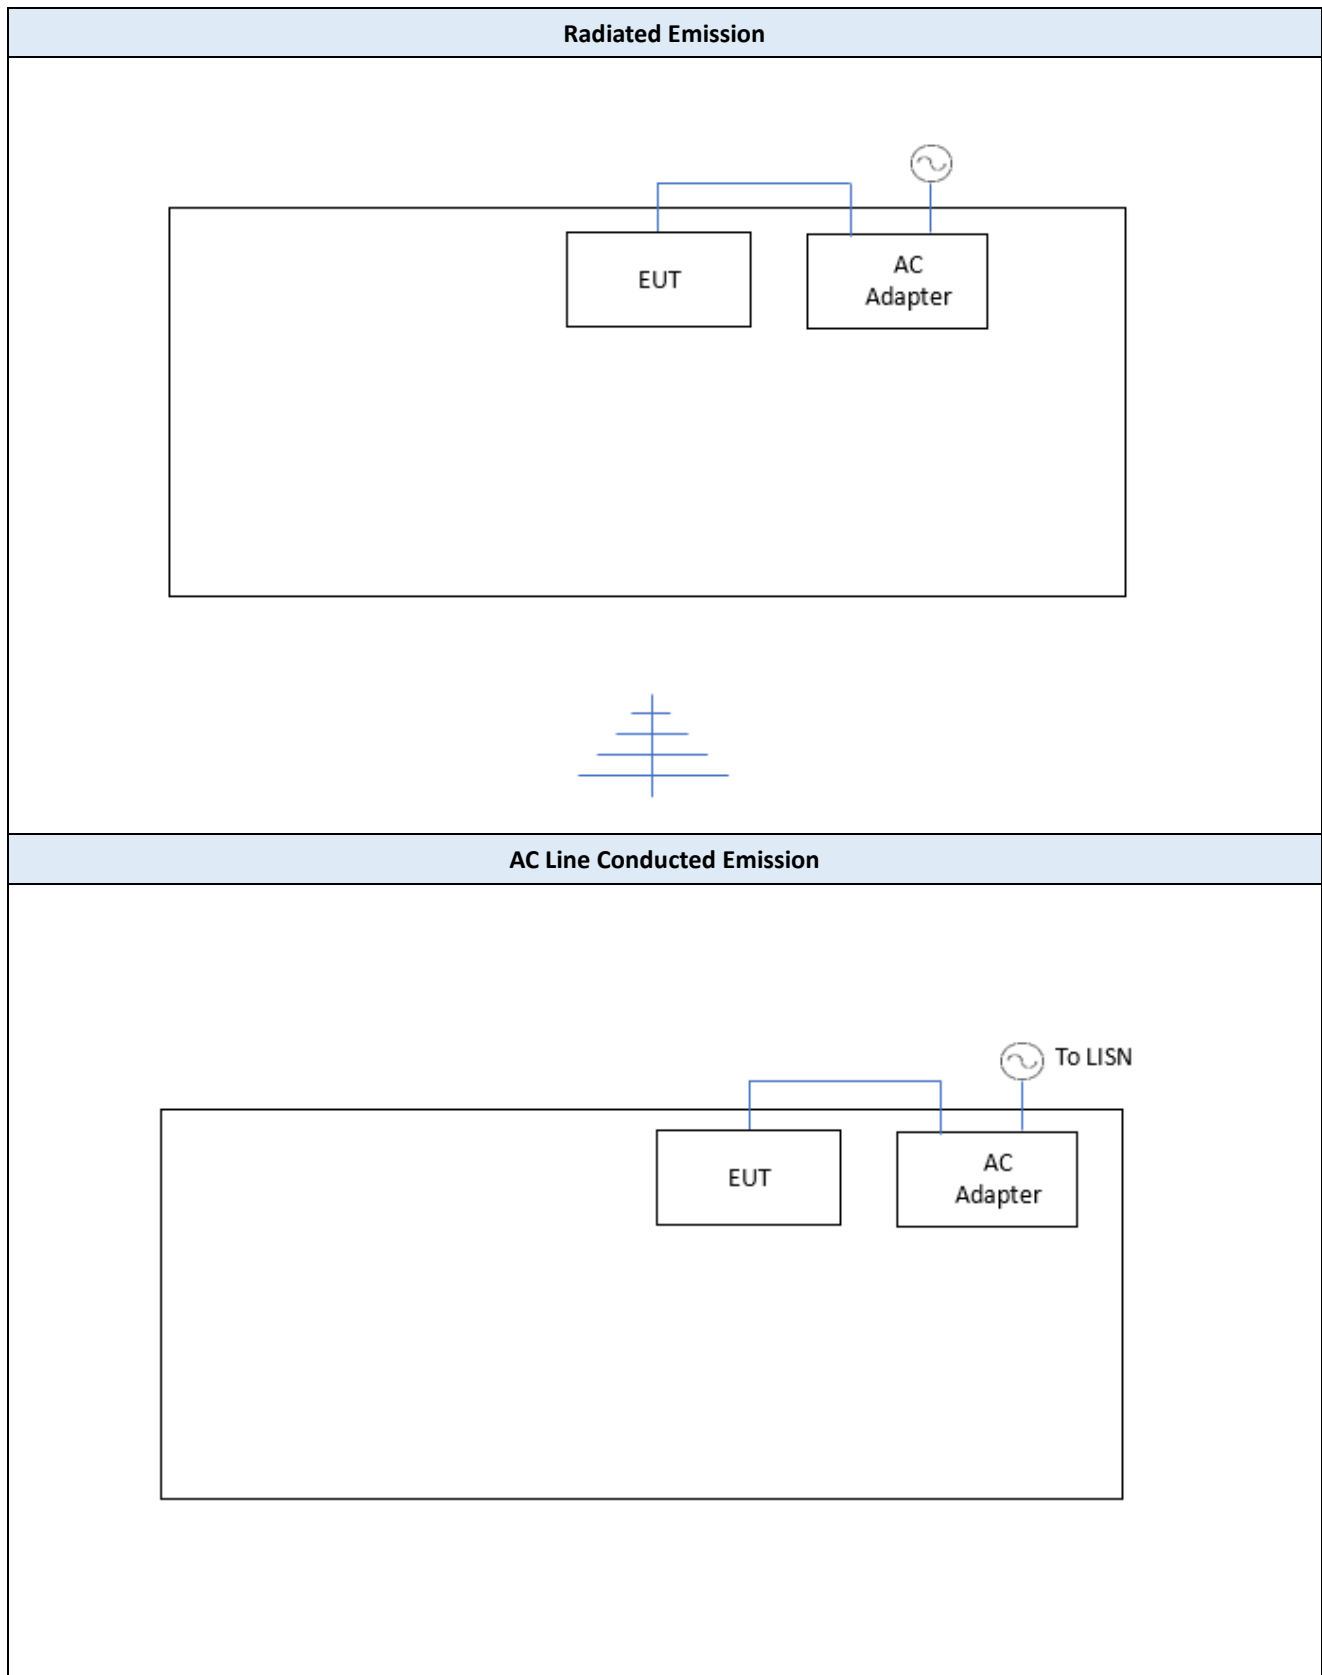 Radiated Emission
EUT
AC
Adapter
AC Line Conducted Emission
To LISN
EUT
AC
Adapter